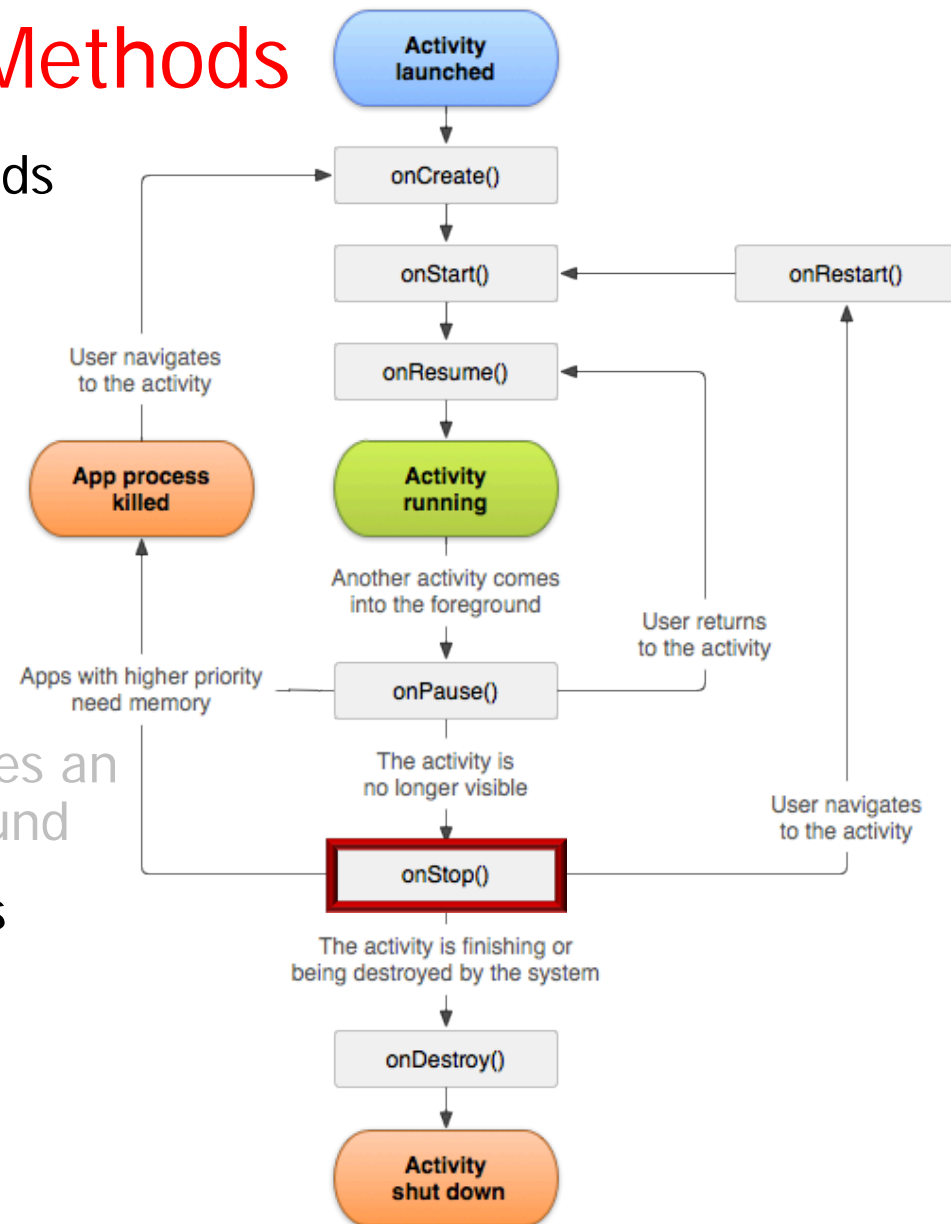 Methods
ds
es an
und
s
Activity
launched
onCreate()
onStart()
onRestart()
onResume()
User navigates
to the activity
App process
killed
Activity
running
Another activity comes
into the foreground
User returns
to the activity
Apps with higher priority
need memory
onPause()
The activity is
no longer visible
User navigates
to the activity
onStop()
The activity is finishing or
being destroyed by the system
onDestroy()
Activity
shut down